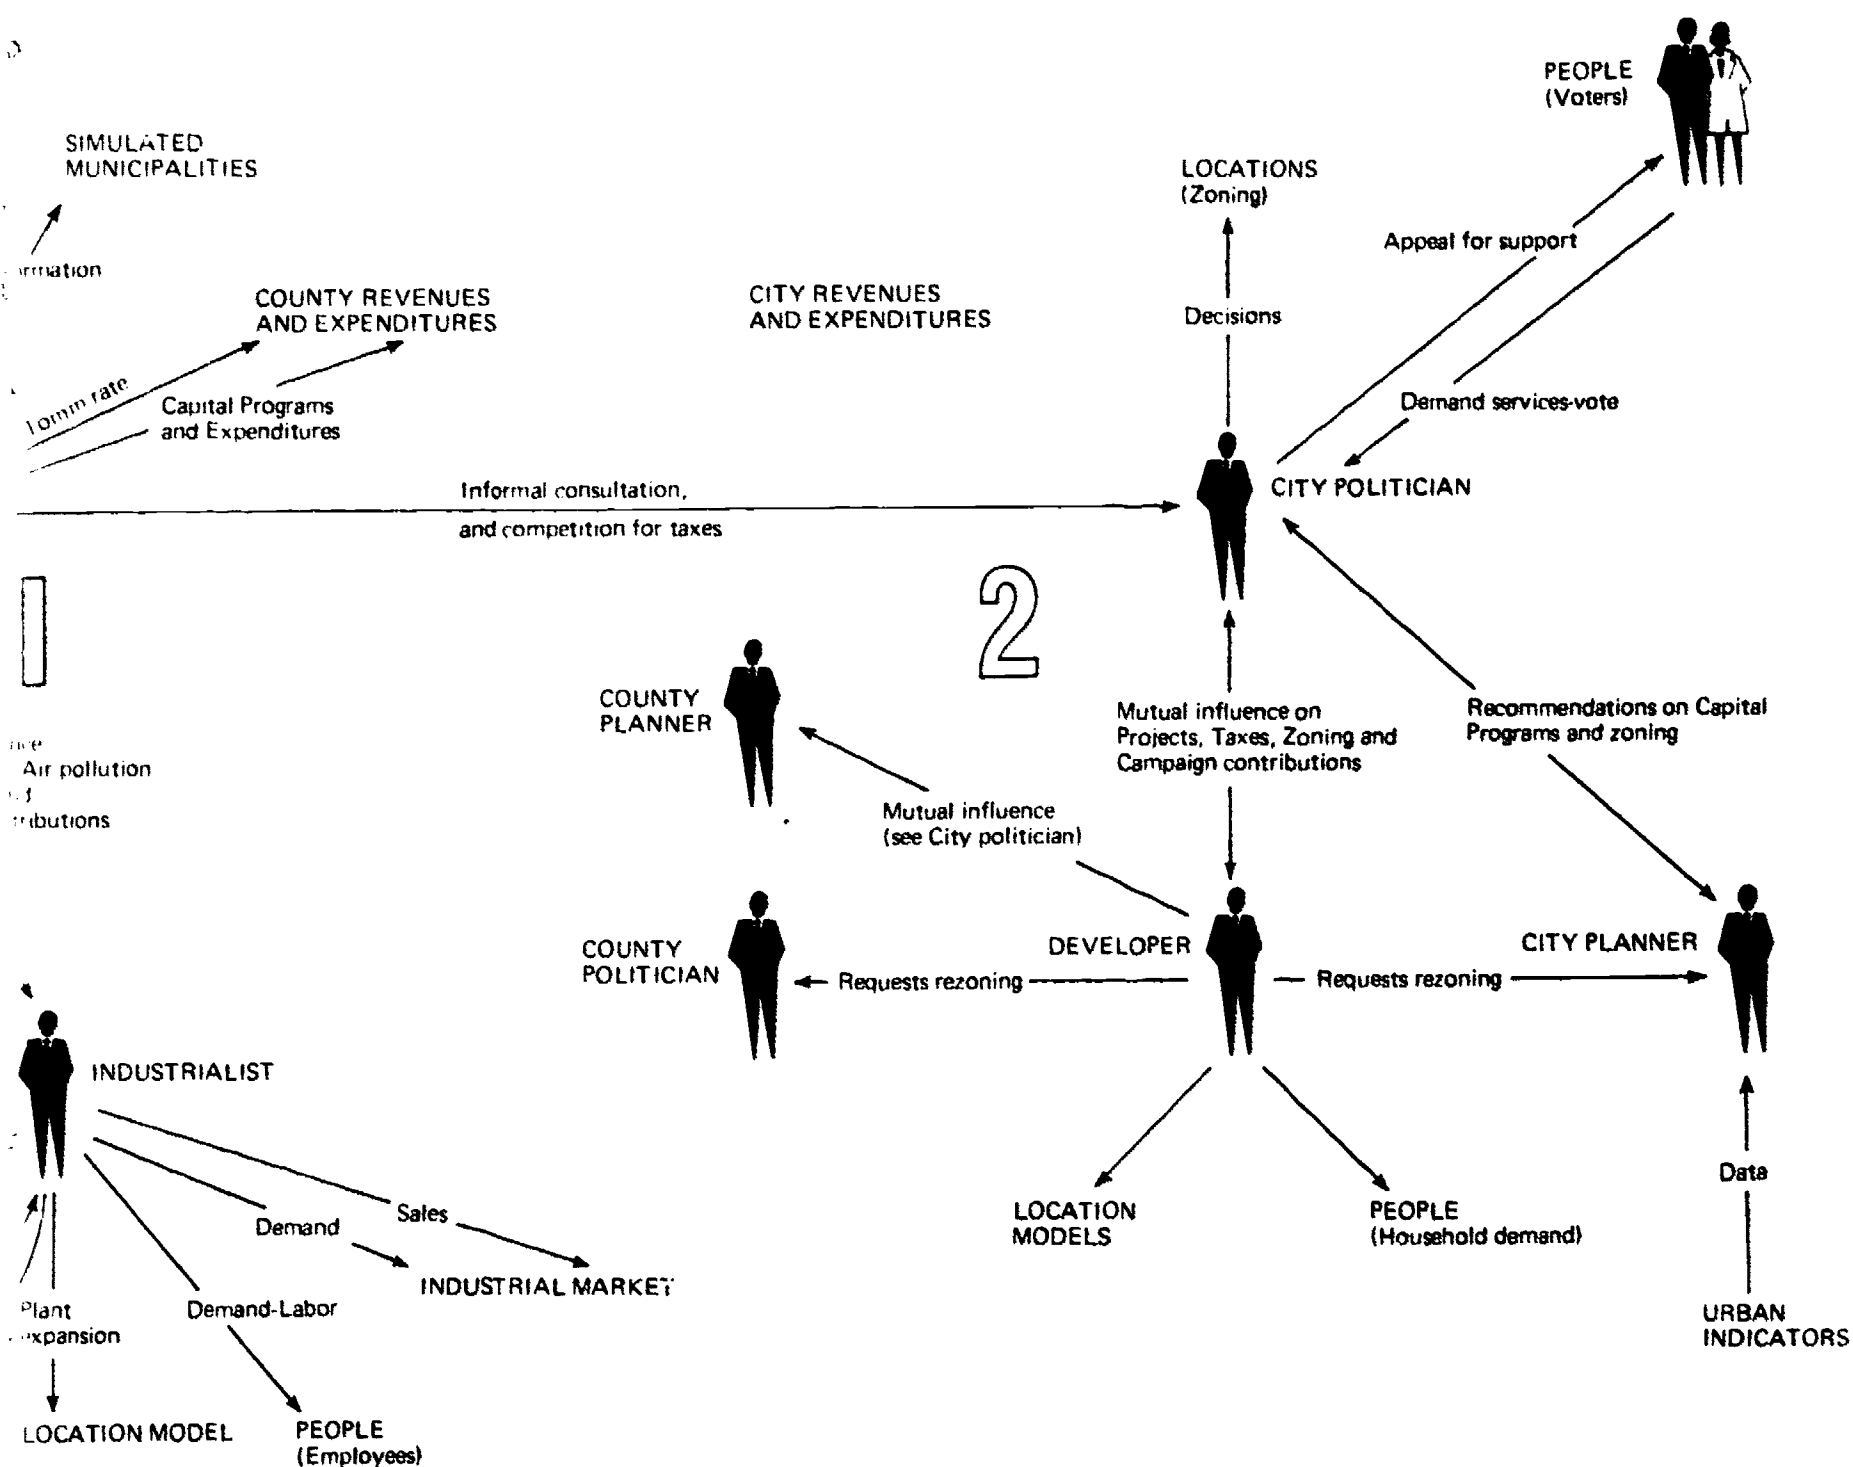 PEOPLE
(Voters)
SIMULATED
MUNICIPALITIES
LOCATIONS
(Zoning)
Appeal for support
COUNTY REVENUES
AND EXPENDITURES
CITY REVENUES
AND EXPENDITURES
Decisions
rate
Capital Programs
and Expenditures
Demand services-vote
Informal consultation,
and competition for taxes
CITY POLITICIAN
2
COUNTY
PLANNER
Mutual influence on
Projects, Taxes, Zoning and
Campaign contributions
Recommendations on Capital
Programs and zoning
Air pollution
Mutual influence
(see City politician)
COUNTY
POLITICIAN
Requests rezoning
DEVELOPER
Requests rezoning
CITY PLANNER
INDUSTRIALIST
Sales
Demand
INDUSTRIAL MARKET
Demand-Labor
Plant
expansion
LOCATION MODEL
PEOPLE
(Employees)
LOCATION
MODELS
PEOPLE
(Household demand)
Data
URBAN
INDICATORS